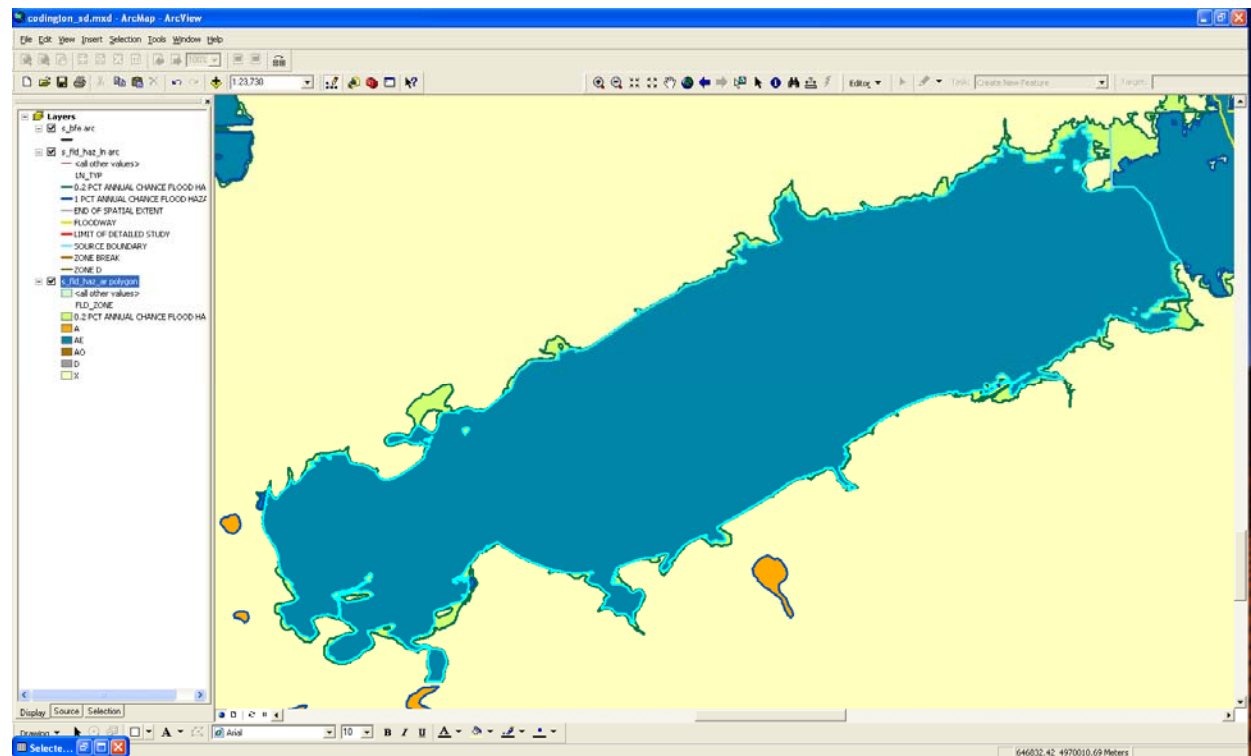 codington_sd.mxd - ArcMap - ArcView
File Edit View Insert Selection Tools Window Help
100%
1:23,730
Editor
Task: Create New Feature
Target:
Layers
s_bfe arc
s_fld_haz_ln arc
<all other values>
LN_TYP
0.2 PCT ANNUAL CHANCE FLOOD HA
1 PCT ANNUAL CHANCE FLOOD HAZA
END OF SPATIAL EXTENT
FLOODWAY
LIMIT OF DETAILED STUDY
SOURCE BOUNDARY
ZONE BREAK
ZONE D
s_fld_haz_ar polygon
<all other values>
FLD_ZONE
0.2 PCT ANNUAL CHANCE FLOOD HA
A
AE
AO
D
X
Display Source Selection
Drawing
A
Arial
10
B I U A
Selecte...
646832.42 4970010.69 Meters